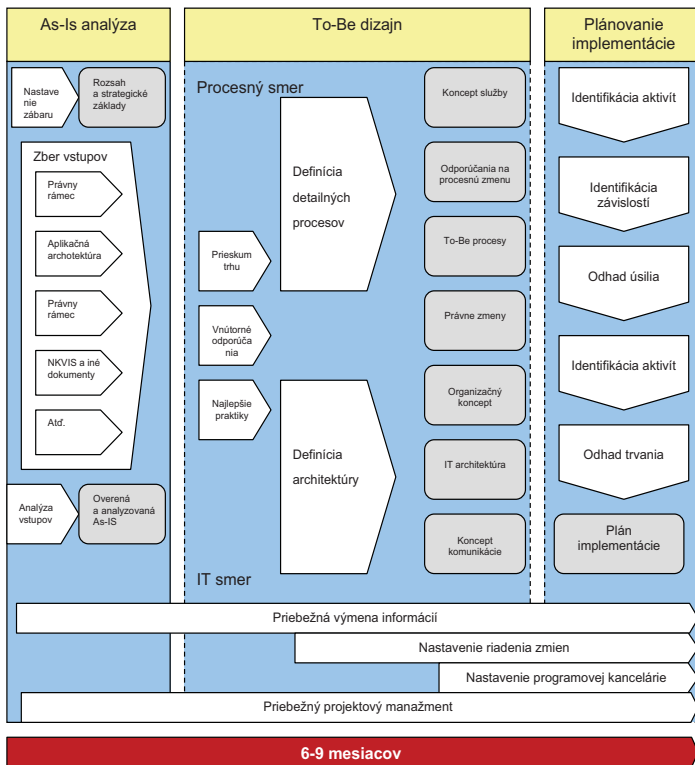 As-Is analýza
To-Be dizajn
Plánovanie
implementácie
Nastave
nie
záberu
Rozsah
a strategické
základy
Zber vstupov
Právny
rámec
Aplikačná
archotektúra
Právny
rámec
NKVIS a iné
dokumenty
Atď.
Analýza
vstupov
Overená
a analyzovaná
As-IS
Procesný smer
Prieskum
trhu
Vnútorné
odporúča
nia
Najlepšie
praktiky
Definícia
detailných
procesov
Definícia
architektúry
IT smer
Koncept služby
Odporúčania na
procesnú zmenu
To-Be procesy
Právne zmeny
Organizačný
koncept
IT architektúra
Koncept
komunikácie
Identifikácia aktivít
Identifikácia
závislostí
Odhad úsilia
Identifikácia aktivít
Odhad trvania
Plán
implementácie
Priebežná výmena informácií
Nastavenie riadenia zmien
Nastavenie programovej kancelárie
Priebežný projektový manažment
6-9 mesiacov